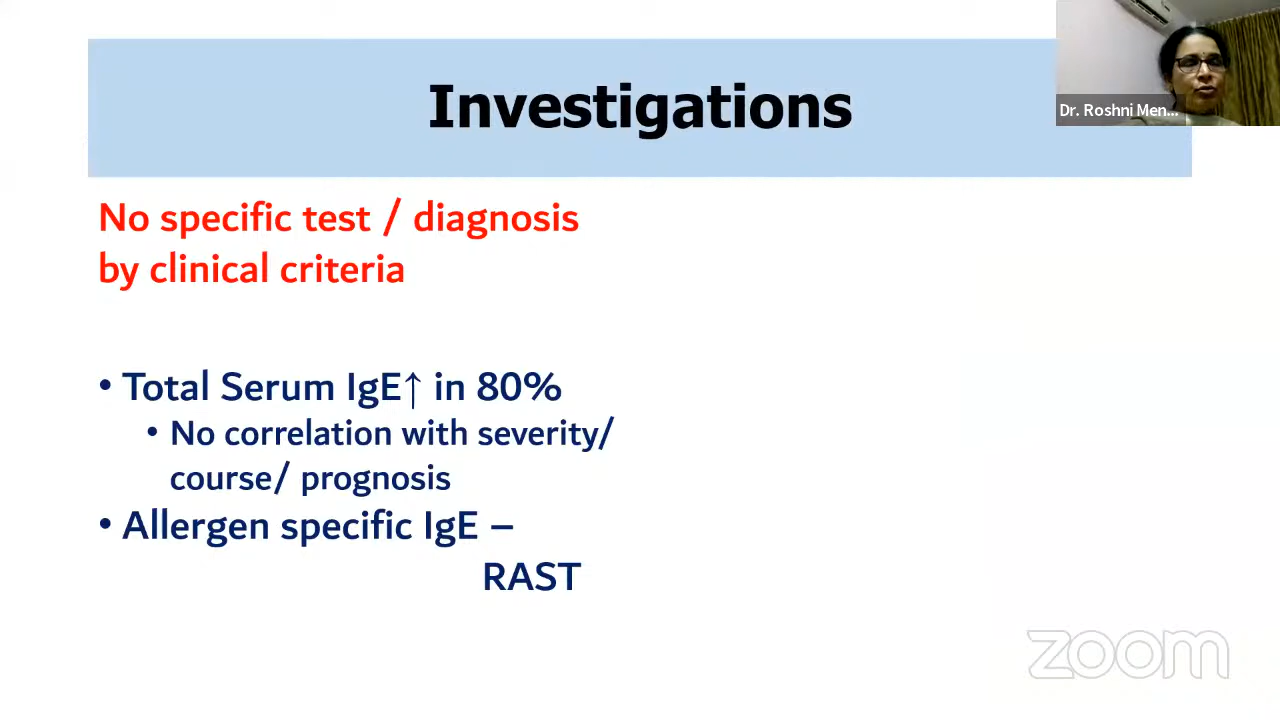 Investigations
Dr. Roshni Men...
No specific test / diagnosis
by clinical criteria
• Total Serum IgE↑ in 80%
• No correlation with severity/
course/ prognosis
• Allergen specific IgE –
RAST
zoom